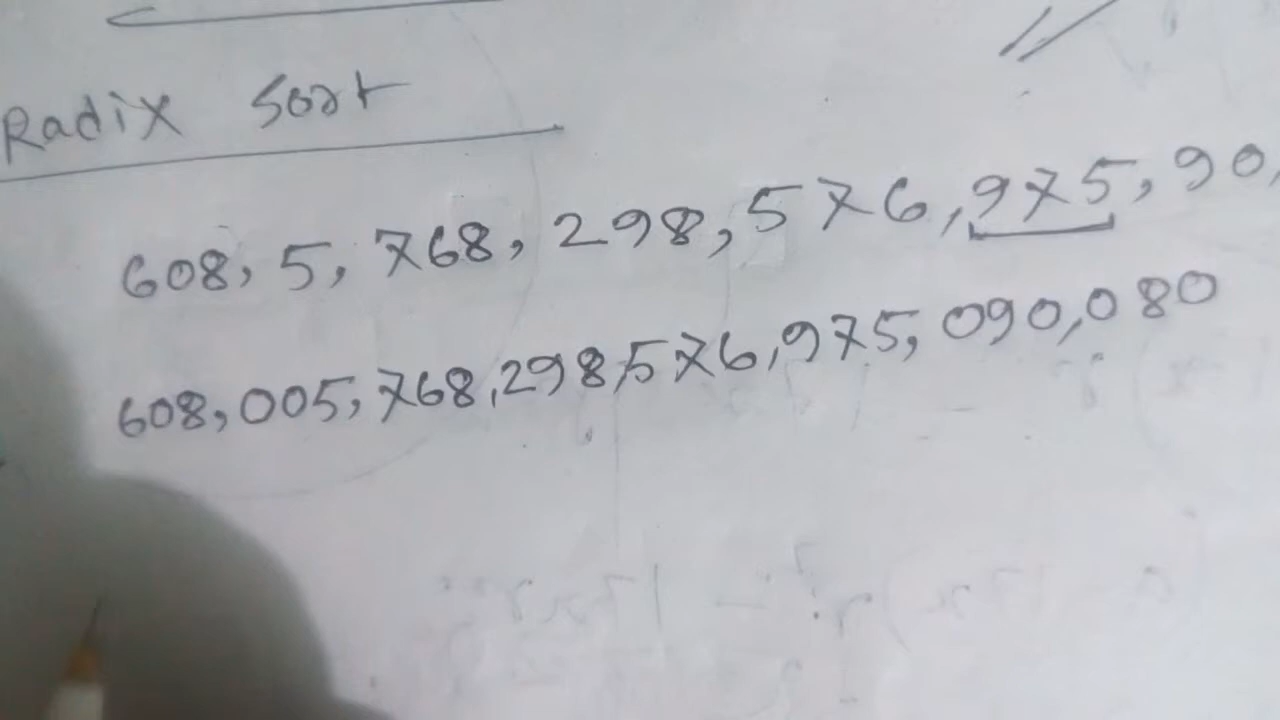 Radix Sort
608, 5, 768, 298, 576, 975, 90,
608, 005, 768, 298, 576, 975, 090, 080